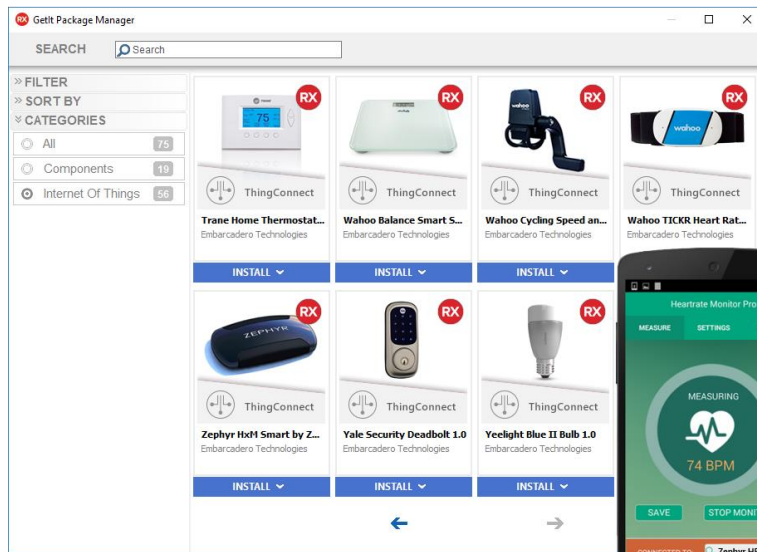 RX GetIt Package Manager
SEARCH Search
FILTER
SORT BY
CATEGORIES
All 75
Components 19
Internet Of Things 56
RX
75
ThingConnect
Trane Home Thermostat...
Embarcadero Technologies
INSTALL
RX
ThingConnect
Wahoo Balance Smart S...
Embarcadero Technologies
INSTALL
RX
wahoo
ThingConnect
Wahoo Cycling Speed an...
Embarcadero Technologies
INSTALL
RX
wahoo
ThingConnect
Wahoo TICKR Heart Rat...
Embarcadero Technologies
RX
ZEPHYR
ThingConnect
Zephyr HxM Smart by Z...
Embarcadero Technologies
INSTALL
RX
ThingConnect
Yale Security Deadbolt 1.0
Embarcadero Technologies
INSTALL
RX
ThingConnect
Yeelight Blue II Bulb 1.0
Embarcadero Technologies
INSTALL
Heartrate Monitor Pro
MEASURE SETTINGS
MEASURING
74 BPM
SAVE STOP MONI
CONNECTED TO: Zephyr H